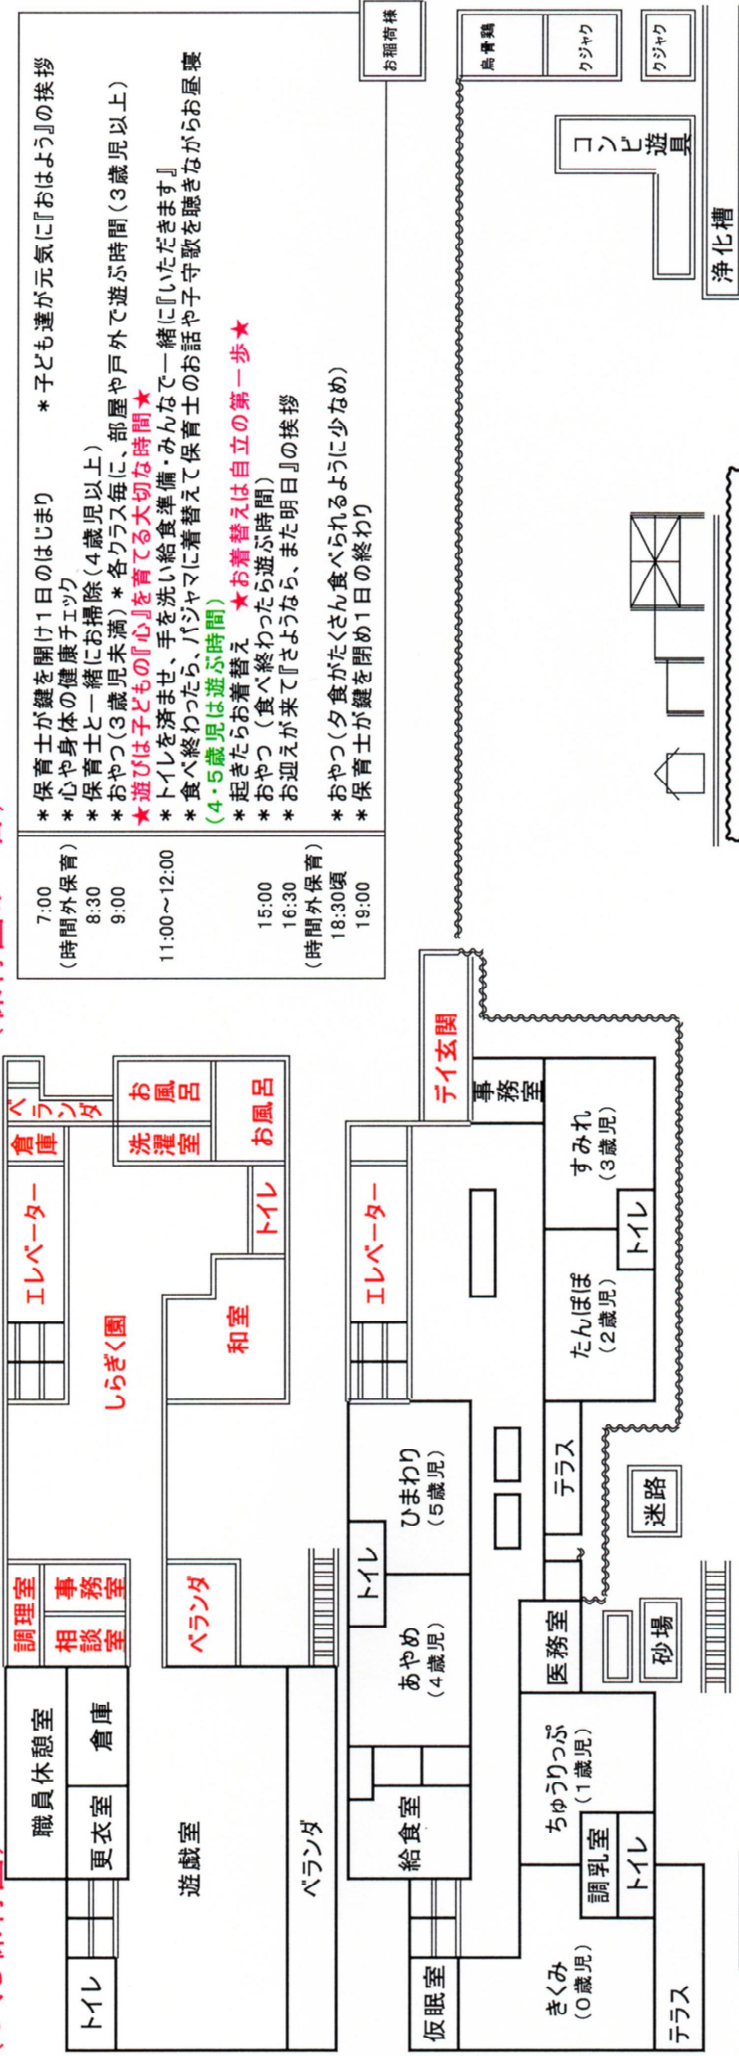 7:00 *保育士が鍵を開け1日のはじまり *子ども達が元気に『おはよう』の挨拶
(時間外保育) *心や身体の健康チェック
8:30 *保育士と一緒にお掃除(4歳児以上)
9:00 *おやつ(3歳児未満)*各クラス毎に、部屋や戸外で遊ぶ時間(3歳児以上)
★遊びは子どもの『心』を育てる大切な時間★
11:00~12:00 *トイレを済ませ、手を洗い給食準備・みんなで一緒に『いただきます』
*食べ終わったら、パジャマに着替えて保育士のお話や子守歌を聴きながらお昼寝
(4・5歳児は遊ぶ時間)
*起きたらお着替え ★お着替えは自立の第一歩★
15:00 *おやつ (食べ終わったら遊ぶ時間)
16:30 *お迎えが来て『さようなら、また明日』の挨拶
(時間外保育)
18:30頃 *おやつ(夕食がたくさん食べられるように少なめ)
19:00 *保育士が鍵を閉め1日の終わり
職員休憩室
更衣室
倉庫
トイレ
遊戯室
ベランダ
調理室
相談室
事務室
ベランダ
しらぎく園
エレベーター
倉庫
ベランダ
洗濯室
お風呂
お風呂
トイレ
和室
お稲荷様
烏骨鶏
クジャク
クジャク
コンビ遊具
浄化槽
仮眠室
給食室
あやめ
(4歳児)
トイレ
ひまわり
(5歳児)
エレベーター
デイ玄関
事務室
きくみ
(0歳児)
調乳室
トイレ
ちゅうりっぷ
(1歳児)
医務室
テラス
たんぽぽ
(2歳児)
トイレ
すみれ
(3歳児)
テラス
砂場
迷路